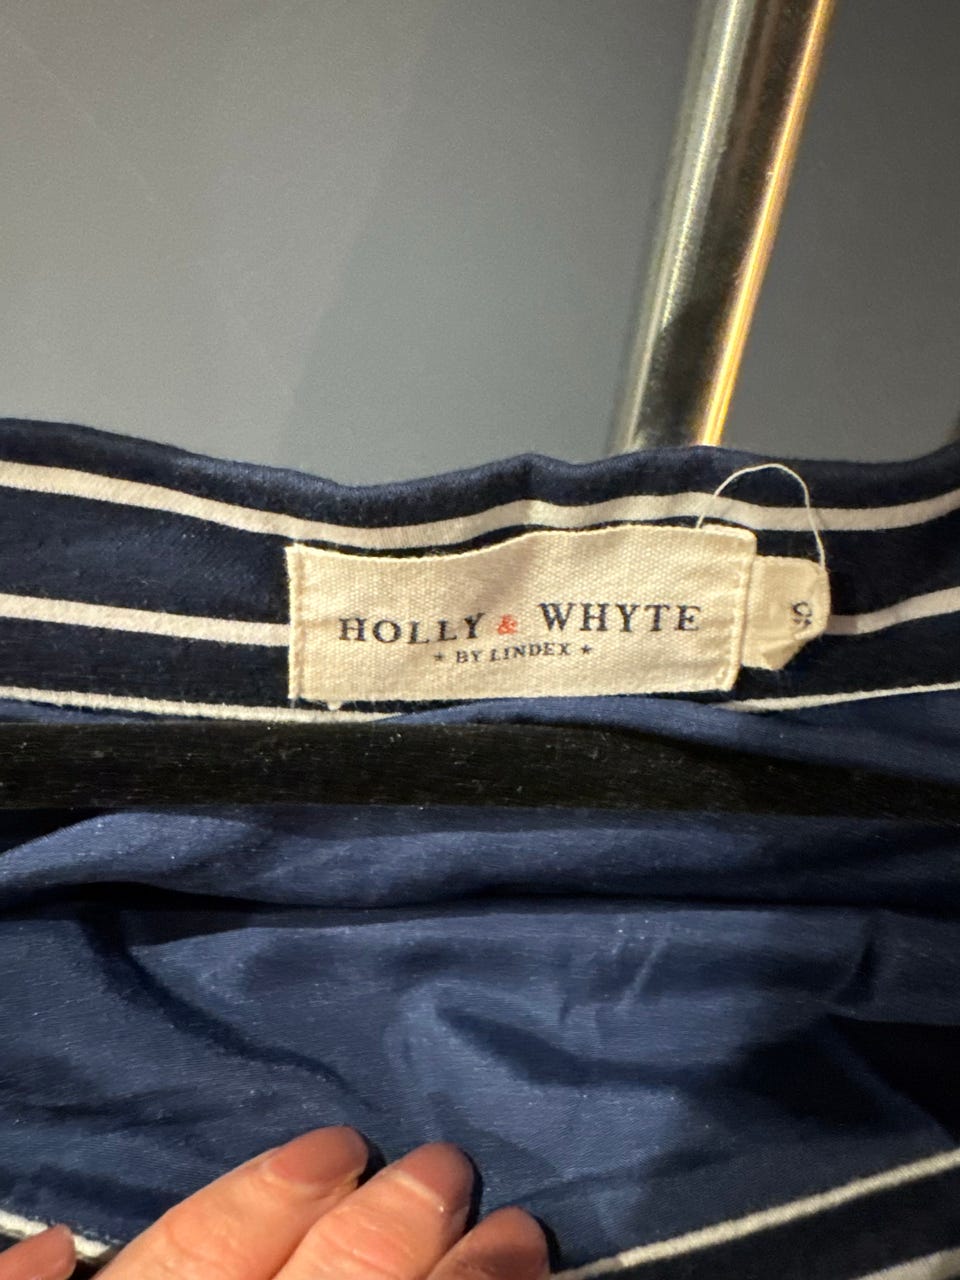 HOLLY & WHYTE
★ BY LINDEX ★